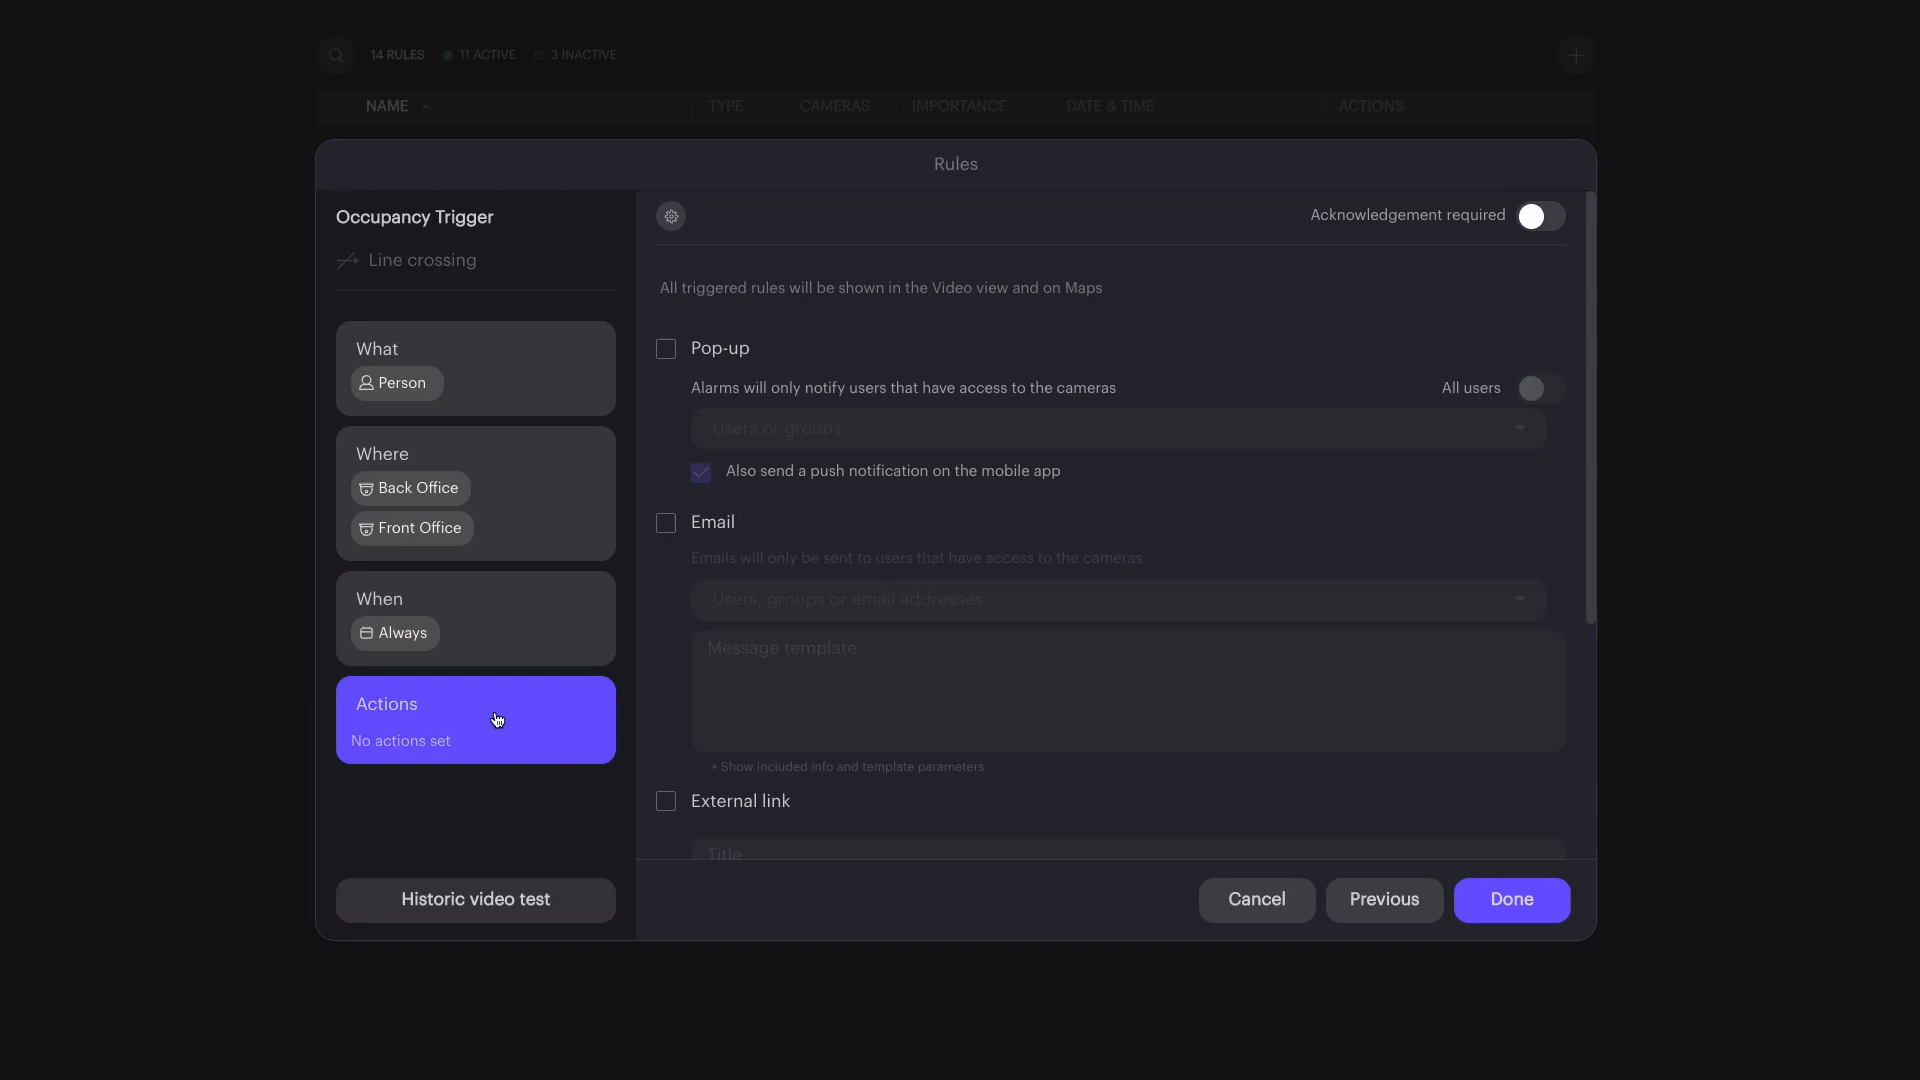 14 RULES
11 ACTIVE
3 INACTIVE
NAME
TYPE
CAMERAS
IMPORTANCE
DATE & TIME
ACTIONS
Rules
Occupancy Trigger
Line crossing
What
Person
Where
Back Office
Front Office
When
Always
Actions
No actions set
Historic video test
Acknowledgement required
All triggered rules will be shown in the Video view and on Maps
Pop-up
Alarms will only notify users that have access to the cameras
All users
Users or groups
Also send a push notification on the mobile app
Email
Emails will only be sent to users that have access to the cameras
Users, groups or email addresses
Message template
+ Show included info and template parameters
External link
Title
Cancel
Previous
Done